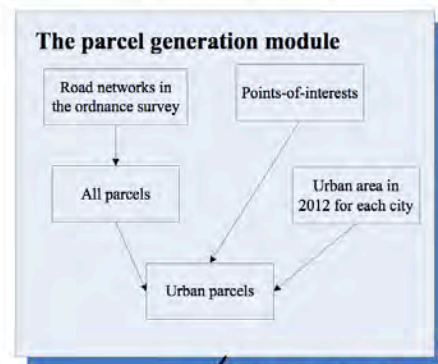 The parcel generation module
Road networks in
the ordnance survey
Points-of-interests
All parcels
Urban area in
2012 for each city
Urban parcels